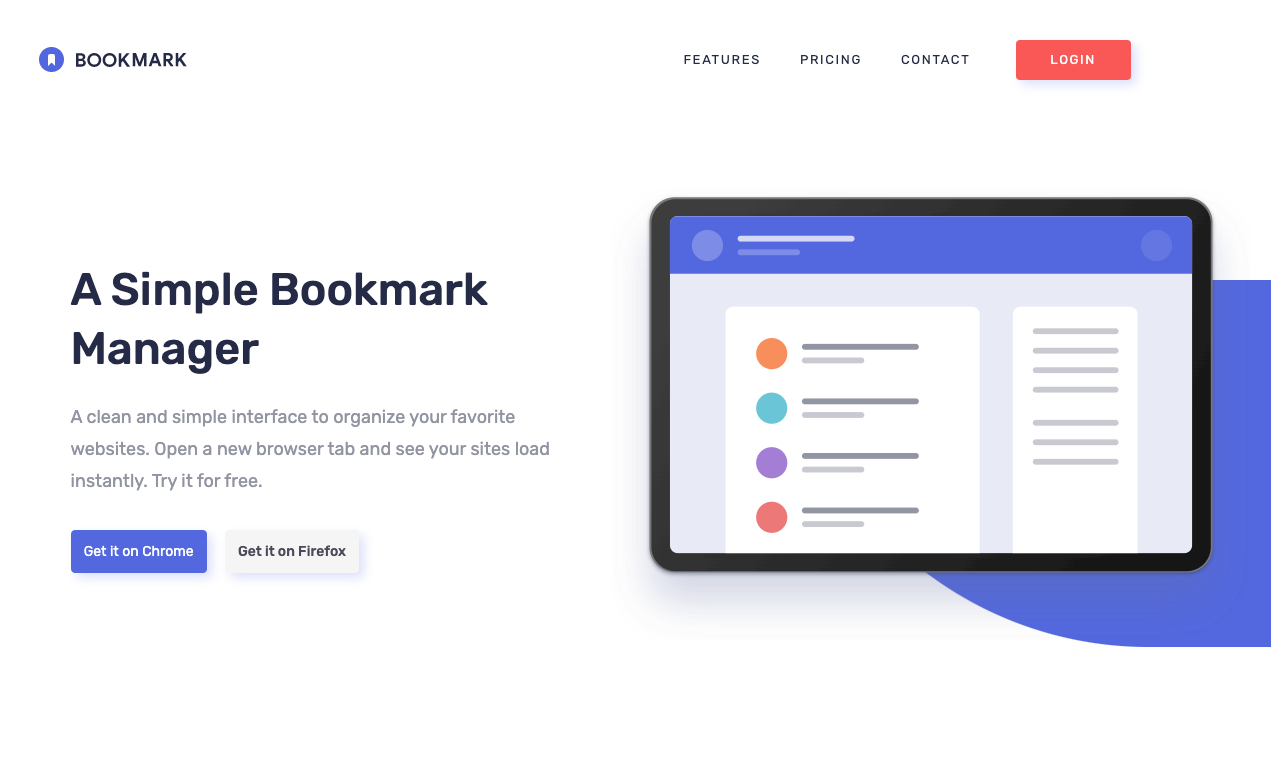 BOOKMARK
FEATURES PRICING CONTACT LOGIN
A Simple Bookmark
Manager
A clean and simple interface to organize your favorite
websites. Open a new browser tab and see your sites load
instantly. Try it for free.
Get it on Chrome Get it on Firefox